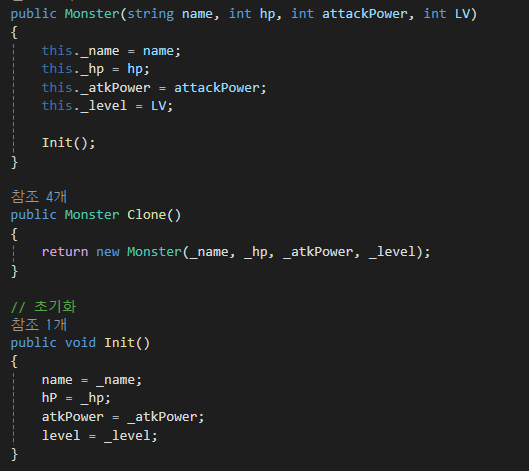 public Monster(string name, int hp, int attackPower, int LV)
{
this._name = name;
this._hp = hp;
this._atkPower = attackPower;
this._level = LV;
Init();
}
참조 4개
public Monster Clone()
{
return new Monster(_name, _hp, _atkPower, _level);
}
// 초기화
참조 1개
public void Init()
{
name = _name;
hP = _hp;
atkPower = _atkPower;
level = _level;
}